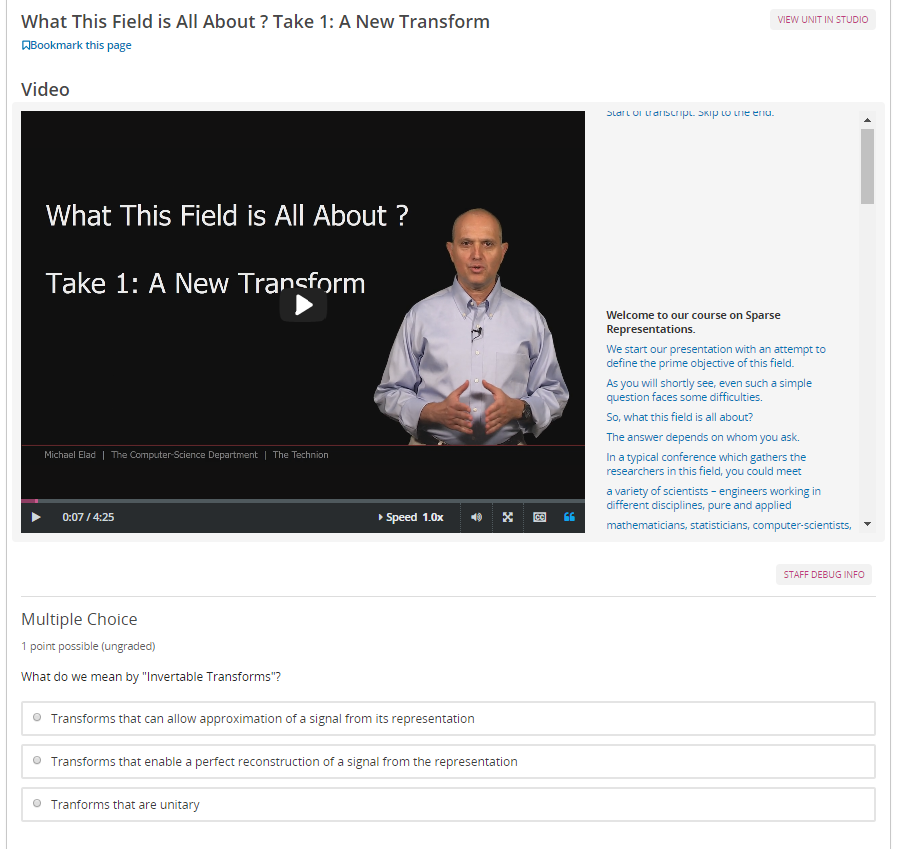 What This Field is All About ? Take 1: A New Transform
VIEW UNIT IN STUDIO
Bookmark this page
Video
What This Field is All About ?
Take 1: A New Transform
Michael Elad | The Computer-Science Department | The Technion
0:07 / 4:25
Speed 1.0x
CC
Start of transcript. Skip to the end.
Welcome to our course on Sparse
Representations.
We start our presentation with an attempt to
define the prime objective of this field.
As you will shortly see, even such a simple
question faces some difficulties.
So, what this field is all about?
The answer depends on whom you ask.
In a typical conference which gathers the
researchers in this field, you could meet
a variety of scientists – engineers working in
different disciplines, pure and applied
mathematicians, statisticians, computer-scientists,
STAFF DEBUG INFO
Multiple Choice
1 point possible (ungraded)
What do we mean by "Invertable Transforms"?
Transforms that can allow approximation of a signal from its representation
Transforms that enable a perfect reconstruction of a signal from the representation
Tranforms that are unitary